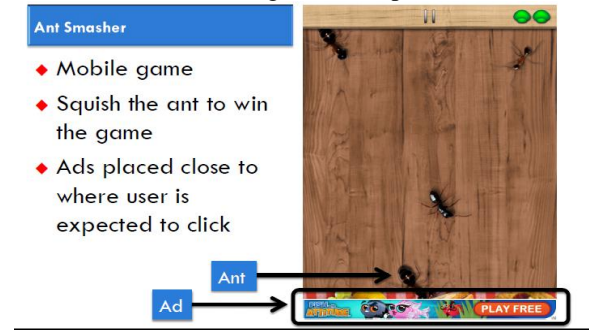 Ant Smasher
Mobile game
Squish the ant to win
the game
Ads placed close to
where user is
expected to click
Ant
Ad
PLAY FREE